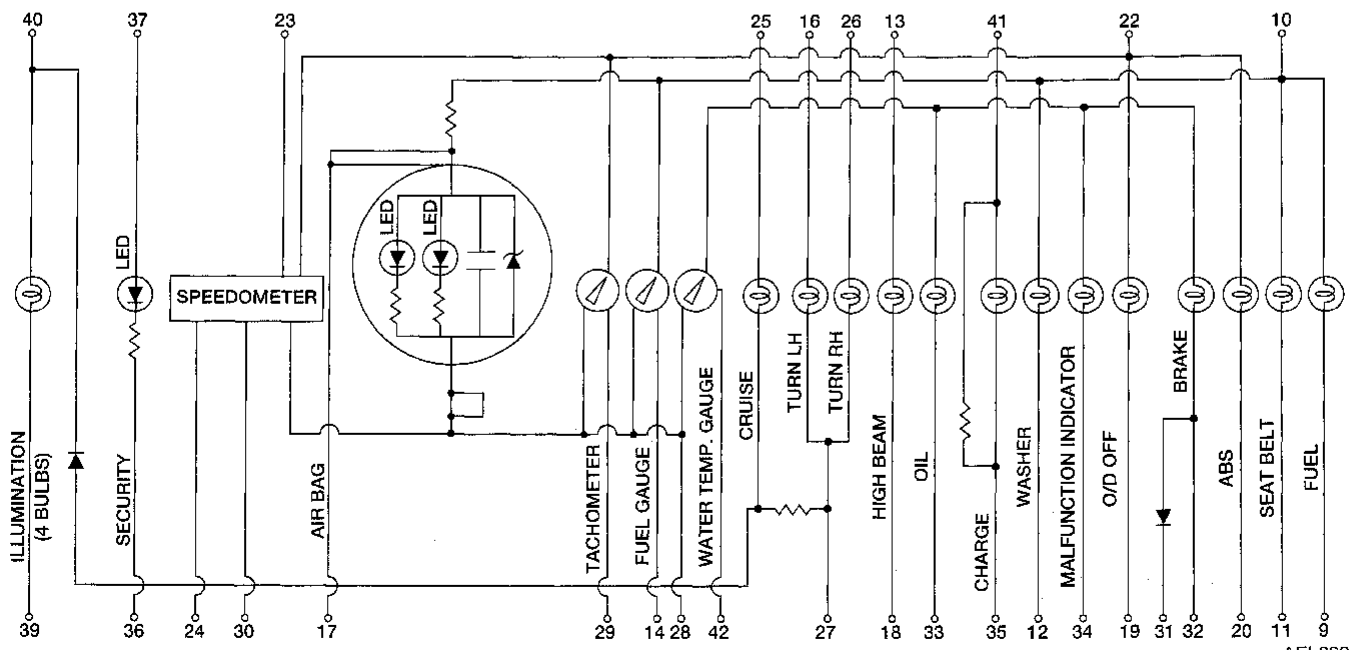 40 37 23 25 16 26 13 41 22 10
LED
LED
LED
SPEEDOMETER
ILLUMINATION
(4 BULBS)
SECURITY
AIR BAG
TACHOMETER
FUEL GAUGE
WATER TEMP. GAUGE
CRUISE
TURN LH
TURN RH
HIGH BEAM
OIL
CHARGE
WASHER
MALFUNCTION INDICATOR
O/D OFF
BRAKE
ABS
SEAT BELT
FUEL
39 36 24 30 17 29 14 28 42 27 18 33 35 12 34 19 31 32 20 11 9